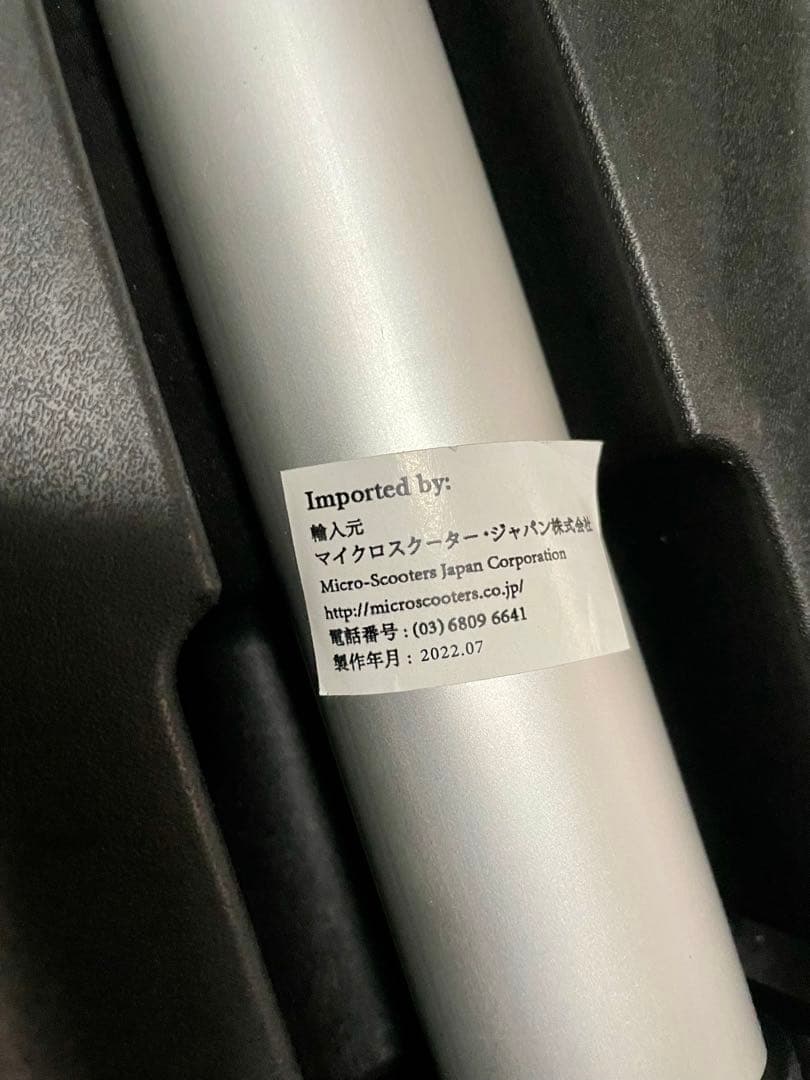 Imported by:
輸入元
マイクロスクーター・ジャパン株式会社
Micro-Scooters Japan Corporation
http://microscooters.co.jp/
電話番号 : (03) 6809 6641
製作年月 : 2022.07